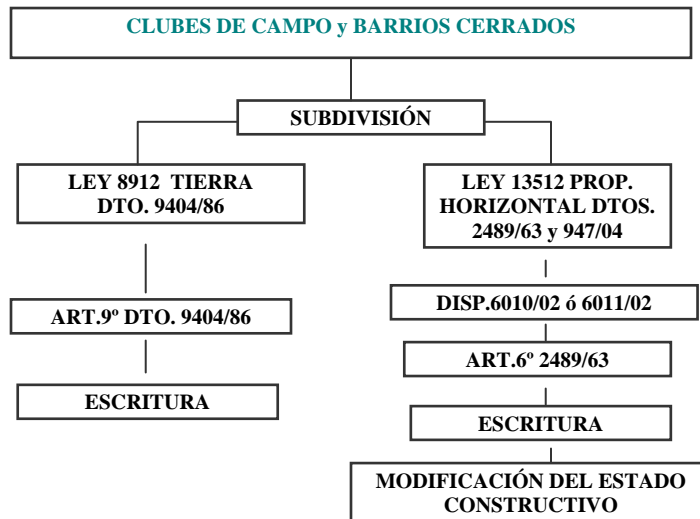 CLUBES DE CAMPO y BARRIOS CERRADOS
SUBDIVISIÓN
LEY 8912 TIERRA
DTO. 9404/86
ART.9º DTO. 9404/86
ESCRITURA
LEY 13512 PROP.
HORIZONTAL DTOS.
2489/63 y 947/04
DISP.6010/02 ó 6011/02
ART.6º 2489/63
ESCRITURA
MODIFICACIÓN DEL ESTADO
CONSTRUCTIVO